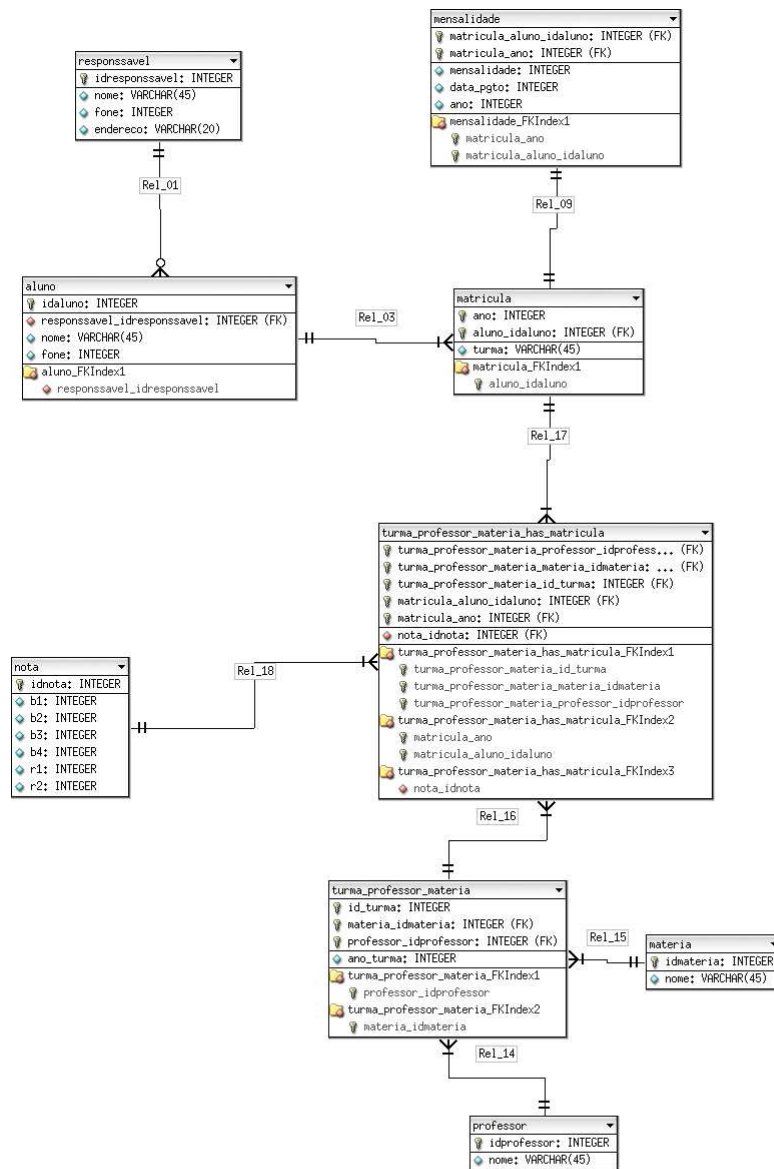 mensalidade
matricula_aluno_idaluno: INTEGER (FK)
matricula_ano: INTEGER (FK)
mensalidade: INTEGER
data_pgto: INTEGER
ano: INTEGER
mensalidade_FKIndex1
matricula_ano
matricula_aluno_idaluno
responssavel
idresponssavel: INTEGER
nome: VARCHAR(45)
fone: INTEGER
endereco: VARCHAR(20)
Rel_01
Rel_09
aluno
idaluno: INTEGER
responssavel_idresponssavel: INTEGER (FK)
nome: VARCHAR(45)
fone: INTEGER
aluno_FKIndex1
responssavel_idresponssavel
Rel_03
matricula
ano: INTEGER
aluno_idaluno: INTEGER (FK)
turma: VARCHAR(45)
matricula_FKIndex1
aluno_idaluno
Rel_17
turma_professor_materia_has_matricula
turma_professor_materia_professor_idprofess... (FK)
turma_professor_materia_materia_idmateria: ... (FK)
turma_professor_materia_id_turma: INTEGER (FK)
matricula_aluno_idaluno: INTEGER (FK)
matricula_ano: INTEGER (FK)
nota_idnota: INTEGER (FK)
turma_professor_materia_has_matricula_FKIndex1
turma_professor_materia_id_turma
turma_professor_materia_materia_idmateria
turma_professor_materia_professor_idprofessor
turma_professor_materia_has_matricula_FKIndex2
matricula_ano
matricula_aluno_idaluno
turma_professor_materia_has_matricula_FKIndex3
nota_idnota
Rel_18
nota
idnota: INTEGER
b1: INTEGER
b2: INTEGER
b3: INTEGER
b4: INTEGER
r1: INTEGER
r2: INTEGER
Rel_16
turma_professor_materia
id_turma: INTEGER
materia_idmateria: INTEGER (FK)
professor_idprofessor: INTEGER (FK)
ano_turma: INTEGER
turma_professor_materia_FKIndex1
professor_idprofessor
turma_professor_materia_FKIndex2
materia_idmateria
Rel_15
materia
idmateria: INTEGER
nome: VARCHAR(45)
Rel_14
professor
idprofessor: INTEGER
nome: VARCHAR(45)